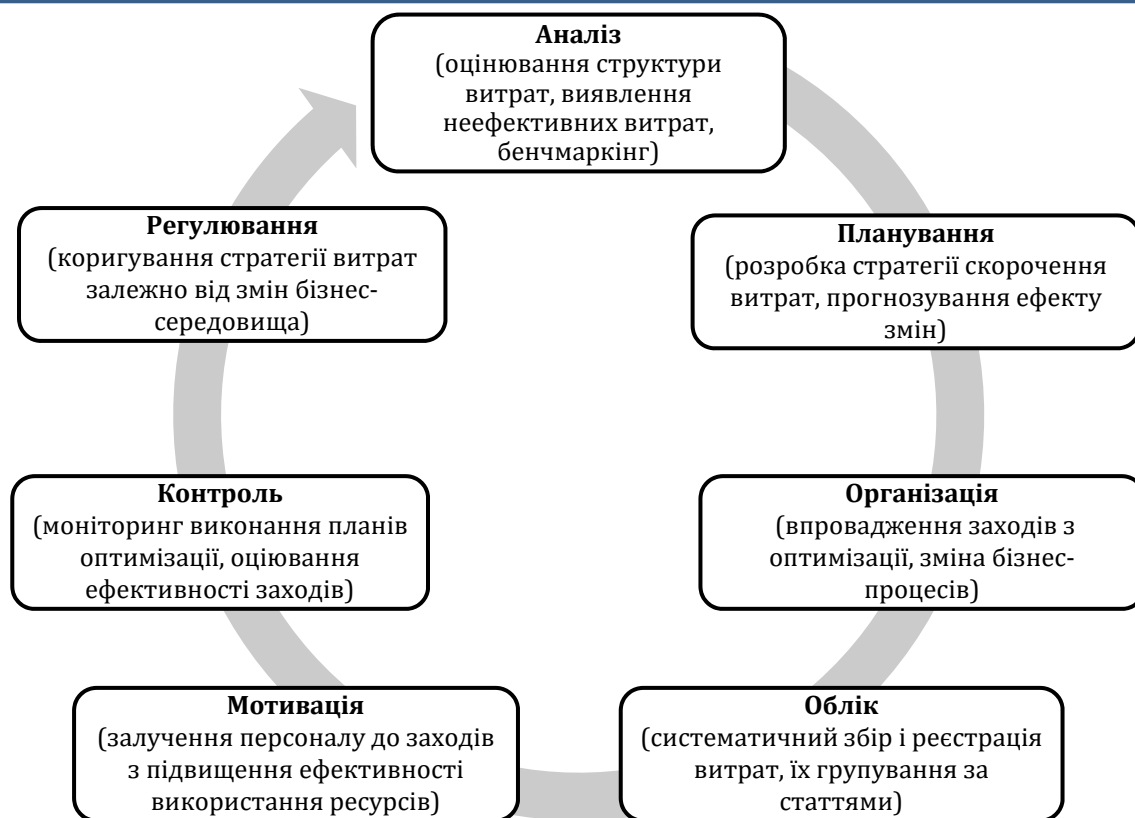 Аналіз
(оцінювання структури
витрат, виявлення
неефективних витрат,
бенчмаркінг)
Планування
(розробка стратегії скорочення
витрат, прогнозування ефекту
змін)
Організація
(впровадження заходів з
оптимізації, зміна бізнес-
процесів)
Облік
(систематичний збір і реєстрація
витрат, їх групування за
статтями)
Мотивація
(залучення персоналу до заходів
з підвищення ефективності
використання ресурсів)
Контроль
(моніторинг виконання планів
оптимізації, оціювання
ефективності заходів)
Регулювання
(коригування стратегії витрат
залежно від змін бізнес-
середовища)